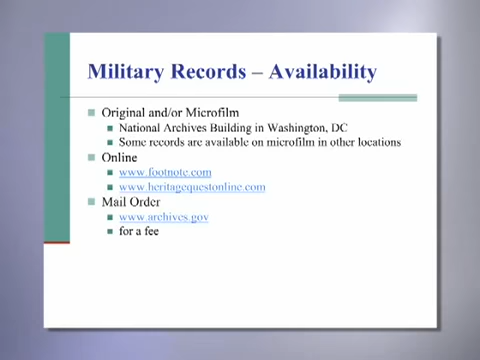 Military Records – Availability
Original and/or Microfilm
National Archives Building in Washington, DC
Some records are available on microfilm in other locations
Online
www.footnote.com
www.heritagequestonline.com
Mail Order
www.archives.gov
for a fee